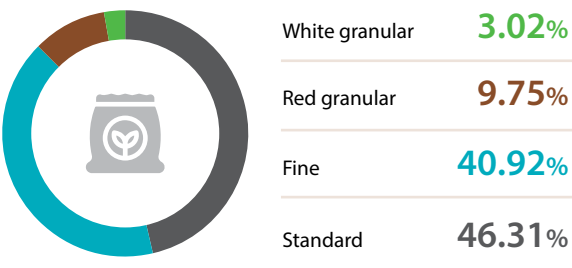 White granular 3.02%
Red granular 9.75%
Fine 40.92%
Standard 46.31%